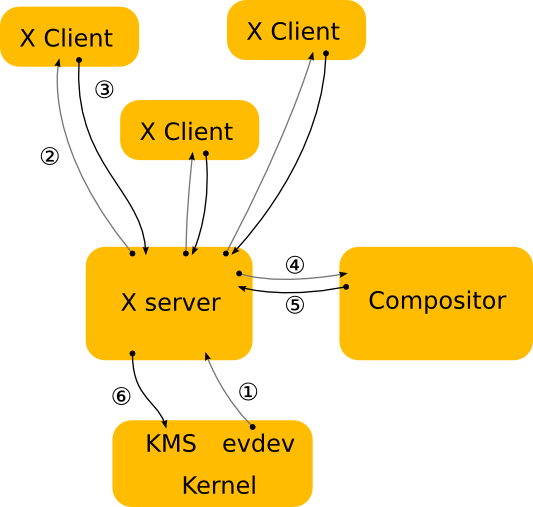 X Client
X Client
③
X Client
②
④
X server
Compositor
⑤
⑥
①
KMS evdev
Kernel